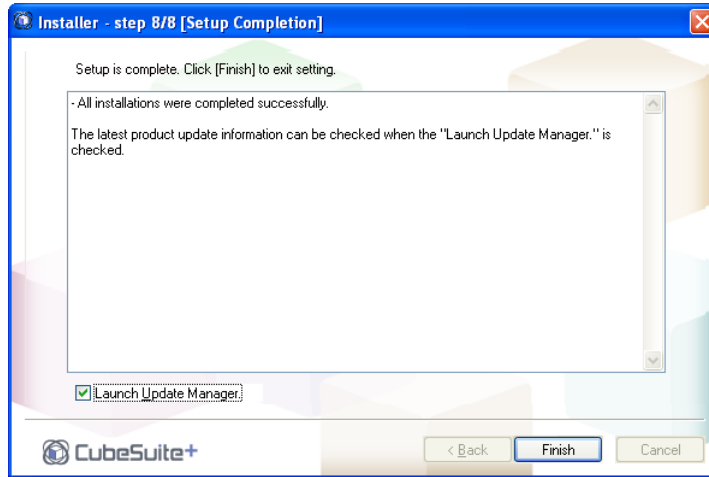 Installer - step 8/8 [Setup Completion]
Setup is complete. Click [Finish] to exit setting.
- All installations were completed successfully.
The latest product update information can be checked when the "Launch Update Manager." is
checked.
Launch Update Manager.
CubeSuite+
< Back
Finish
Cancel